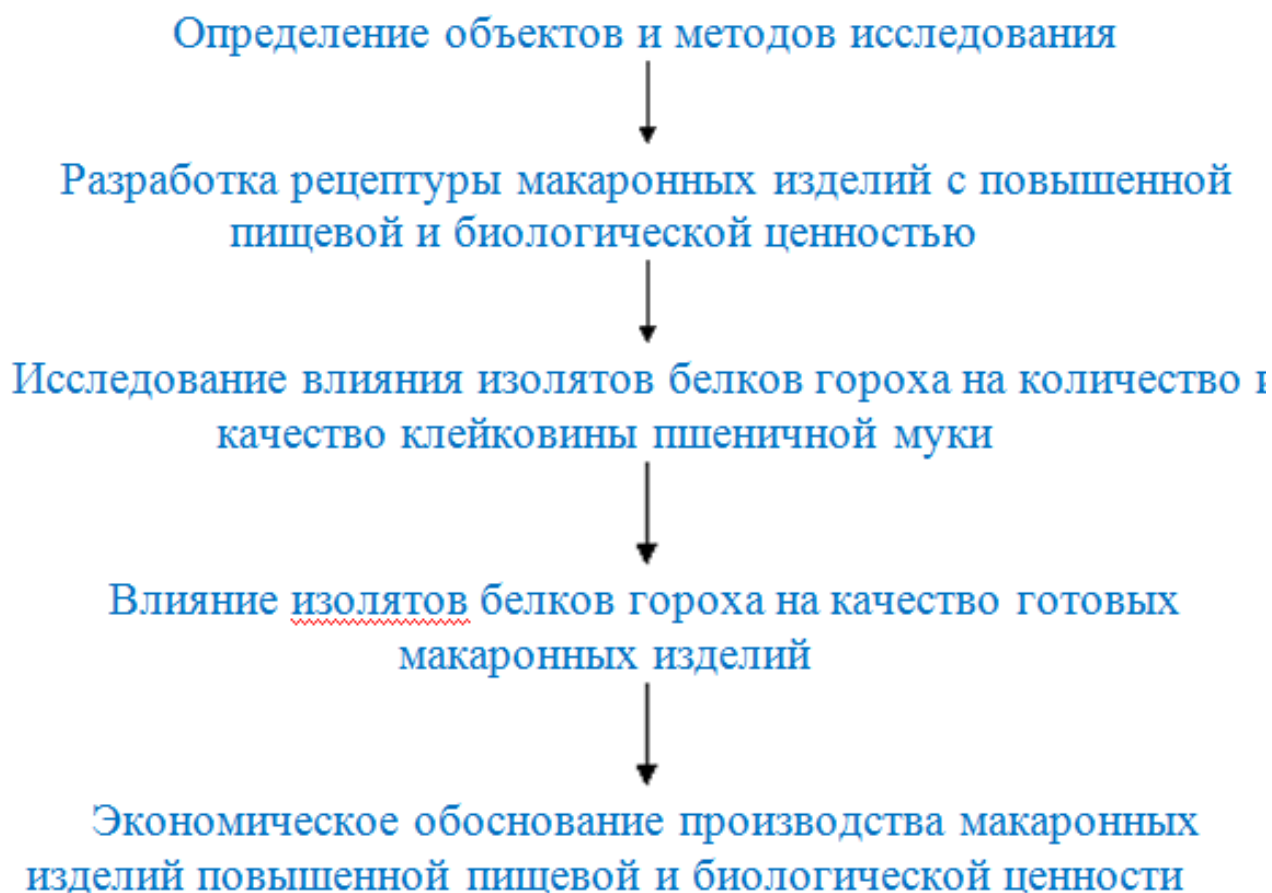 Определение объектов и методов исследования
Разработка рецептуры макаронных изделий с повышенной
пищевой и биологической ценностью
Исследование влияния изолятов белков гороха на количество и
качество клейковины пшеничной муки
Влияние изолятов белков гороха на качество готовых
макаронных изделий
Экономическое обоснование производства макаронных
изделий повышенной пищевой и биологической ценности